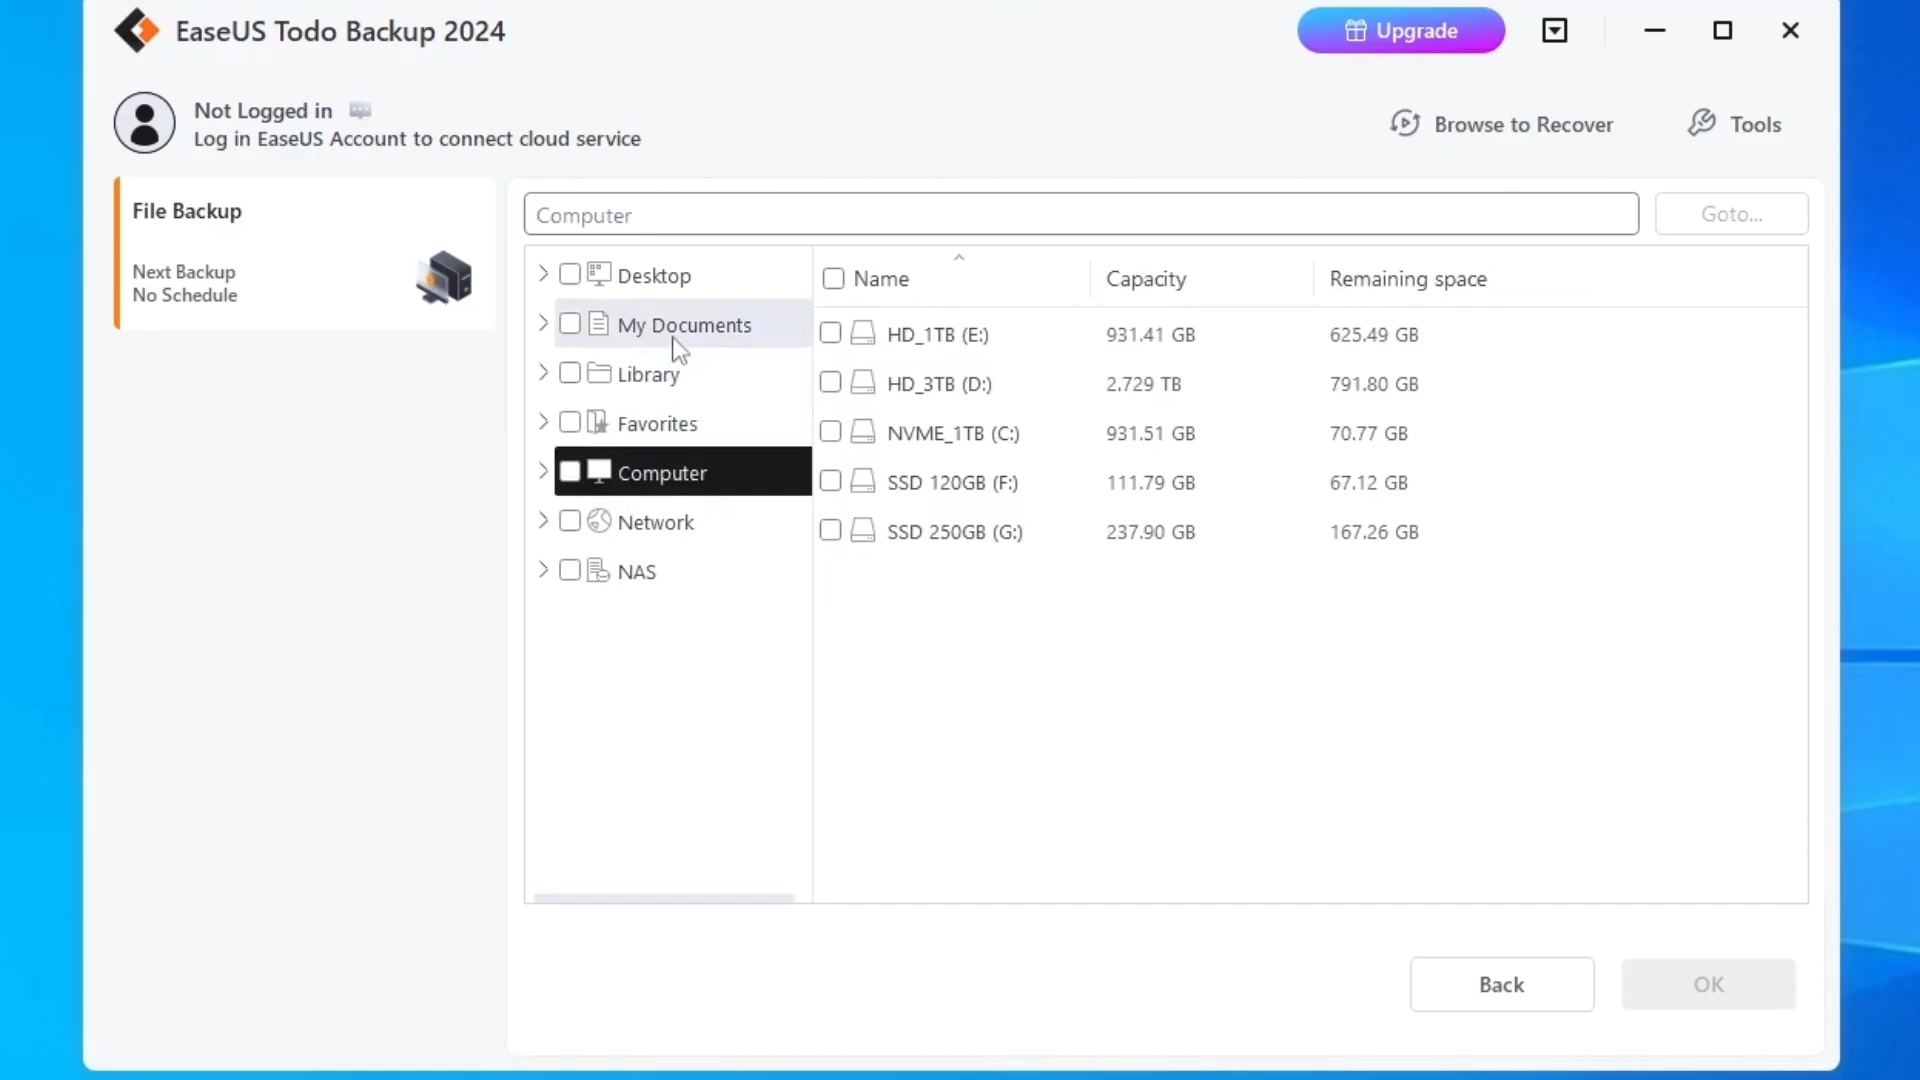 EaseUS Todo Backup 2024
Upgrade
Not Logged in
Log in EaseUS Account to connect cloud service
Browse to Recover
Tools
File Backup
Next Backup
No Schedule
Computer
Goto...
Desktop
My Documents
Library
Favorites
Computer
Network
NAS
Name Capacity Remaining space
HD_1TB (E:) 931.41 GB 625.49 GB
HD_3TB (D:) 2.729 TB 791.80 GB
NVME_1TB (C:) 931.51 GB 70.77 GB
SSD 120GB (F:) 111.79 GB 67.12 GB
SSD 250GB (G:) 237.90 GB 167.26 GB
Back
OK